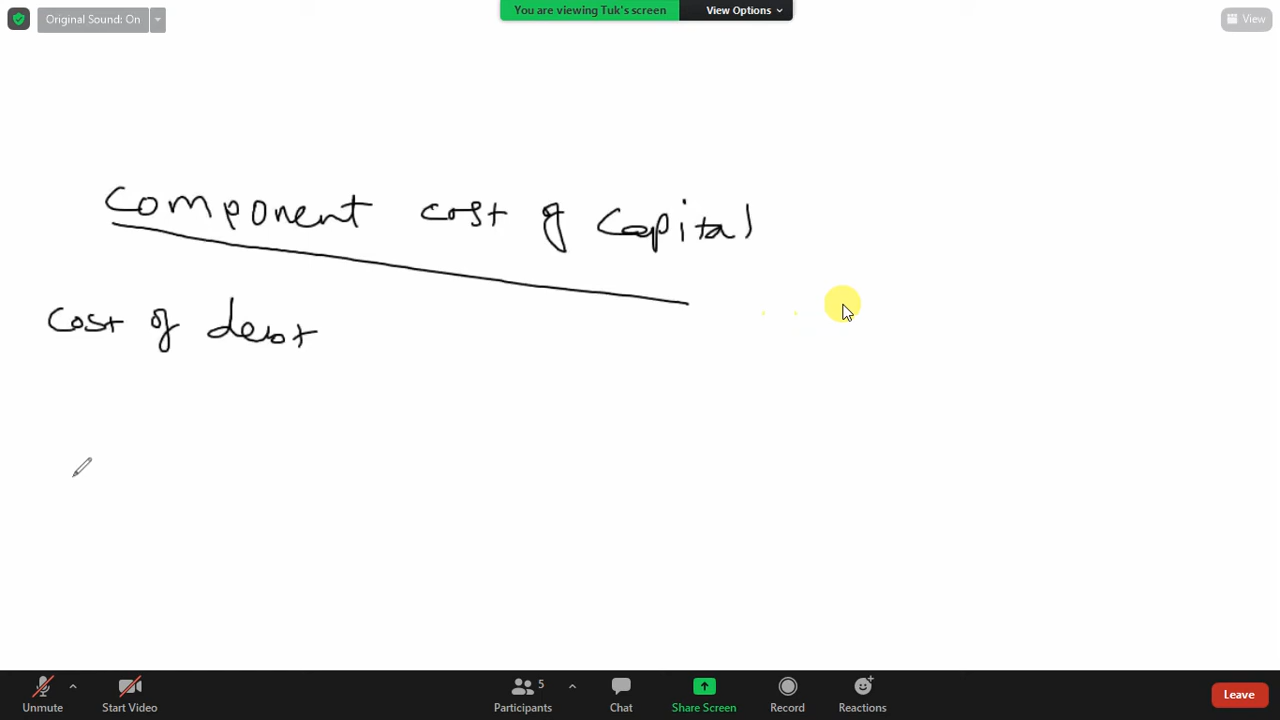 Original Sound: On
You are viewing Tuk's screen
View Options
View
Component cost of Capital
Cost of debt
Unmute
Start Video
5
Participants
Chat
Share Screen
Record
Reactions
Leave